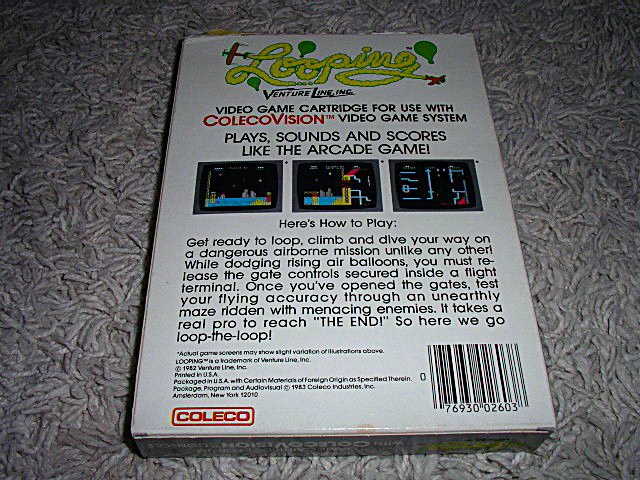 Looping™
VENTURE LINE, INC.
VIDEO GAME CARTRIDGE FOR USE WITH
COLECOVISION™ VIDEO GAME SYSTEM
PLAYS, SOUNDS AND SCORES
LIKE THE ARCADE GAME!
Here's How to Play:
Get ready to loop, climb and dive your way on
a dangerous airborne mission unlike any other!
While dodging rising air balloons, you must re-
lease the gate controls secured inside a flight
terminal. Once you've opened the gates, test
your flying accuracy through an unearthly
maze ridden with menacing enemies. It takes a
real pro to reach "THE END!" So here we go
loop-the-loop!
*Actual game screens may show slight variation of illustrations above.
LOOPING™ is a trademark of Venture Line, Inc.
© 1982 Venture Line, Inc.
Printed in U.S.A.
Packaged in U.S.A. with Certain Materials of Foreign Origin as Specified Therein.
Package, Program and Audiovisual © 1983 Coleco Industries, Inc.
Amsterdam, New York 12010
0 76930 02603
COLECO